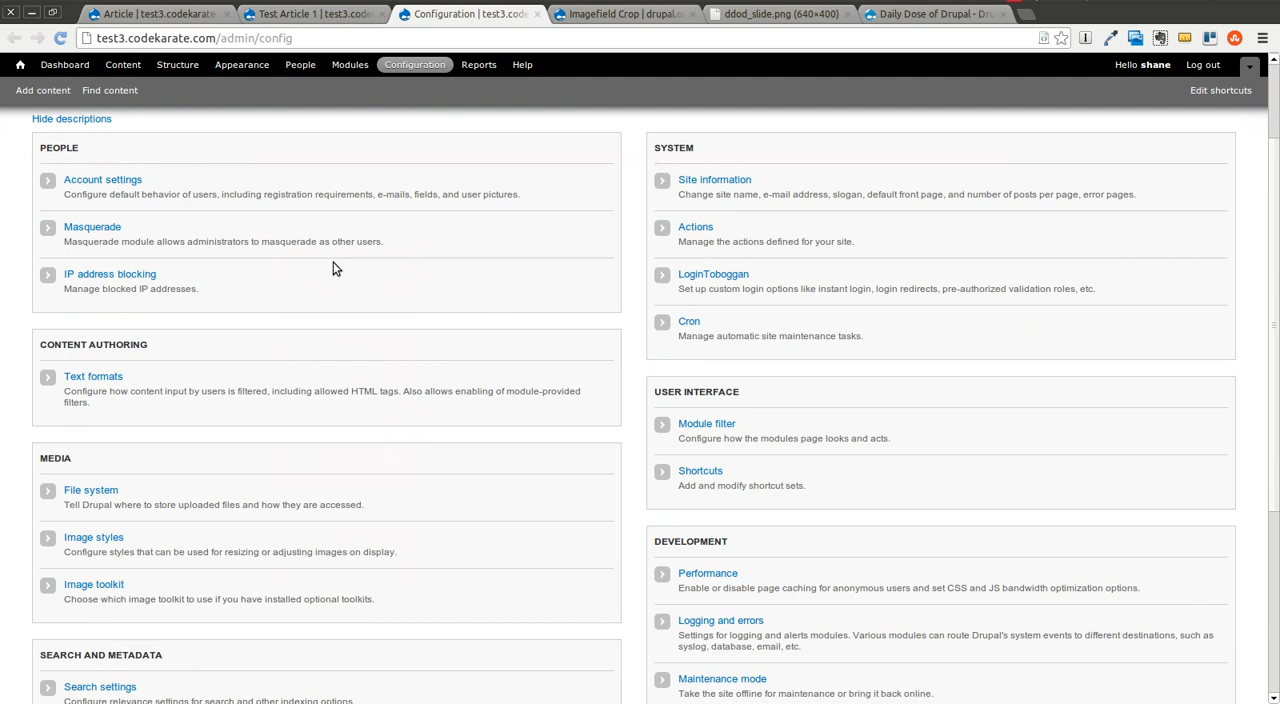 Article | test3.codekarate.
Test Article 1 | test3.codel
Configuration | test3.code
Imagefield Crop | drupal.o
ddod_slide.png (640×400)
Daily Dose of Drupal - Dru
test3.codekarate.com/admin/config
Dashboard Content Structure Appearance People Modules Configuration Reports Help
Hello shane Log out
Add content Find content
Edit shortcuts
Hide descriptions
PEOPLE
Account settings
Configure default behavior of users, including registration requirements, e-mails, fields, and user pictures.
Masquerade
Masquerade module allows administrators to masquerade as other users.
IP address blocking
Manage blocked IP addresses.
CONTENT AUTHORING
Text formats
Configure how content input by users is filtered, including allowed HTML tags. Also allows enabling of module-provided
filters.
MEDIA
File system
Tell Drupal where to store uploaded files and how they are accessed.
Image styles
Configure styles that can be used for resizing or adjusting images on display.
Image toolkit
Choose which image toolkit to use if you have installed optional toolkits.
SEARCH AND METADATA
Search settings
Configure relevance settings for search and other indexing options.
SYSTEM
Site information
Change site name, e-mail address, slogan, default front page, and number of posts per page, error pages.
Actions
Manage the actions defined for your site.
LoginToboggan
Set up custom login options like instant login, login redirects, pre-authorized validation roles, etc.
Cron
Manage automatic site maintenance tasks.
USER INTERFACE
Module filter
Configure how the modules page looks and acts.
Shortcuts
Add and modify shortcut sets.
DEVELOPMENT
Performance
Enable or disable page caching for anonymous users and set CSS and JS bandwidth optimization options.
Logging and errors
Settings for logging and alerts modules. Various modules can route Drupal's system events to different destinations, such as
syslog, database, email, etc.
Maintenance mode
Take the site offline for maintenance or bring it back online.